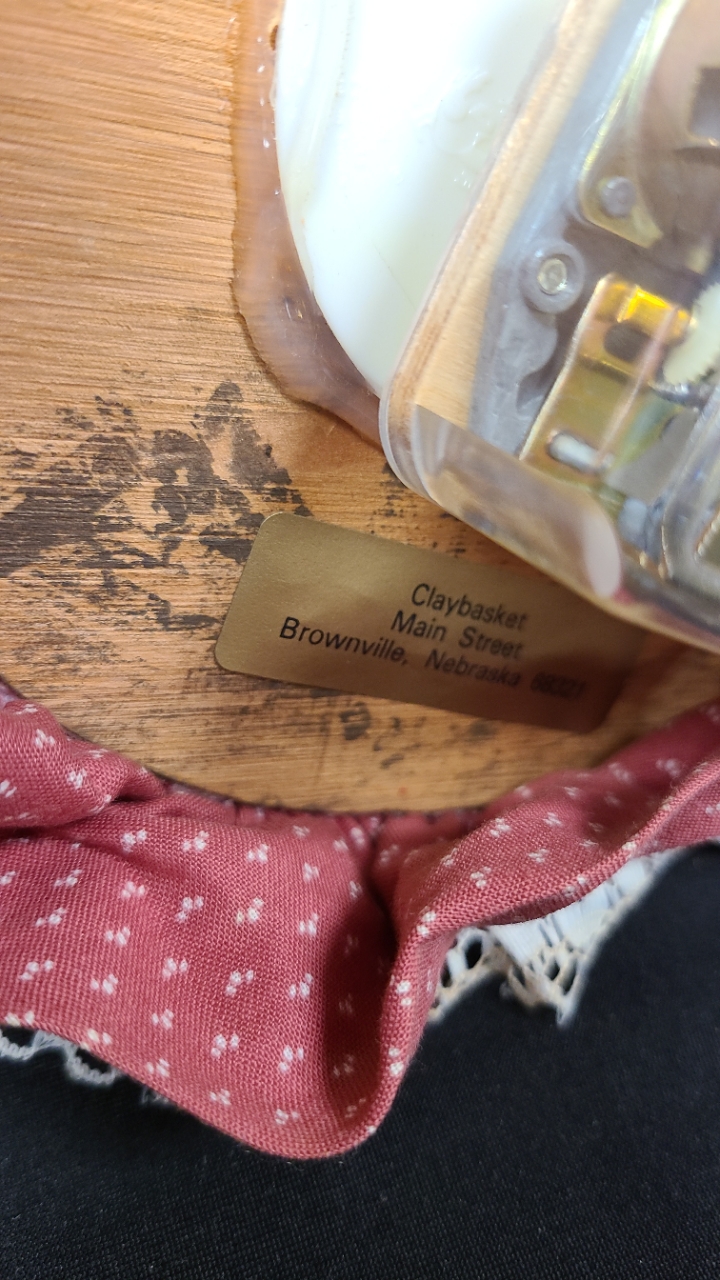 Claybasket
Main Street
Brownville, Nebraska 68321